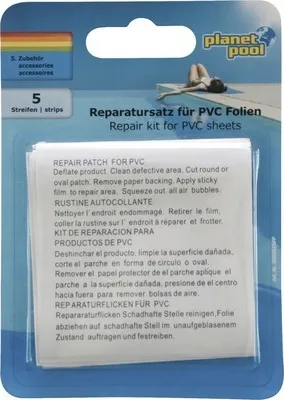 planet
pool
5. Zubehör
accessories
accessoires
5
Streifen | strips
Reparatursatz für PVC Folien
Repair kit for PVC sheets
REPAIR PATCH FOR PVC
Deflate product. Clean defective area. Cut round or
oval patch. Remove paper backing. Apply sticky
film to repair area. Squeeze out all air bubbles.
RUSTINE AUTOCOLLANTE
Nettoyer l´endroit endommagé. Retirer le film,
coller la rustine sur l´endroit à réparer et frotter.
KIT DE REPARACION PARA
PRODUCTOS DE PVC
Deshinchar el producto, limpie la superficie dañada,
corte el parche en forma de circulo ó oval.
Remover el papel protector de el parche aplique el
parche a la superficie dañada, presione de el centro
hacia fuera para remover bolsas de aire.
REPARATURFLICKEN FÜR PVC
Repararaturflicken Schadhafte Stelle reinigen, Folie
abziehen auf schadhafte Stell im unaufgeblasenem
Zustand auftragen und festreiben.